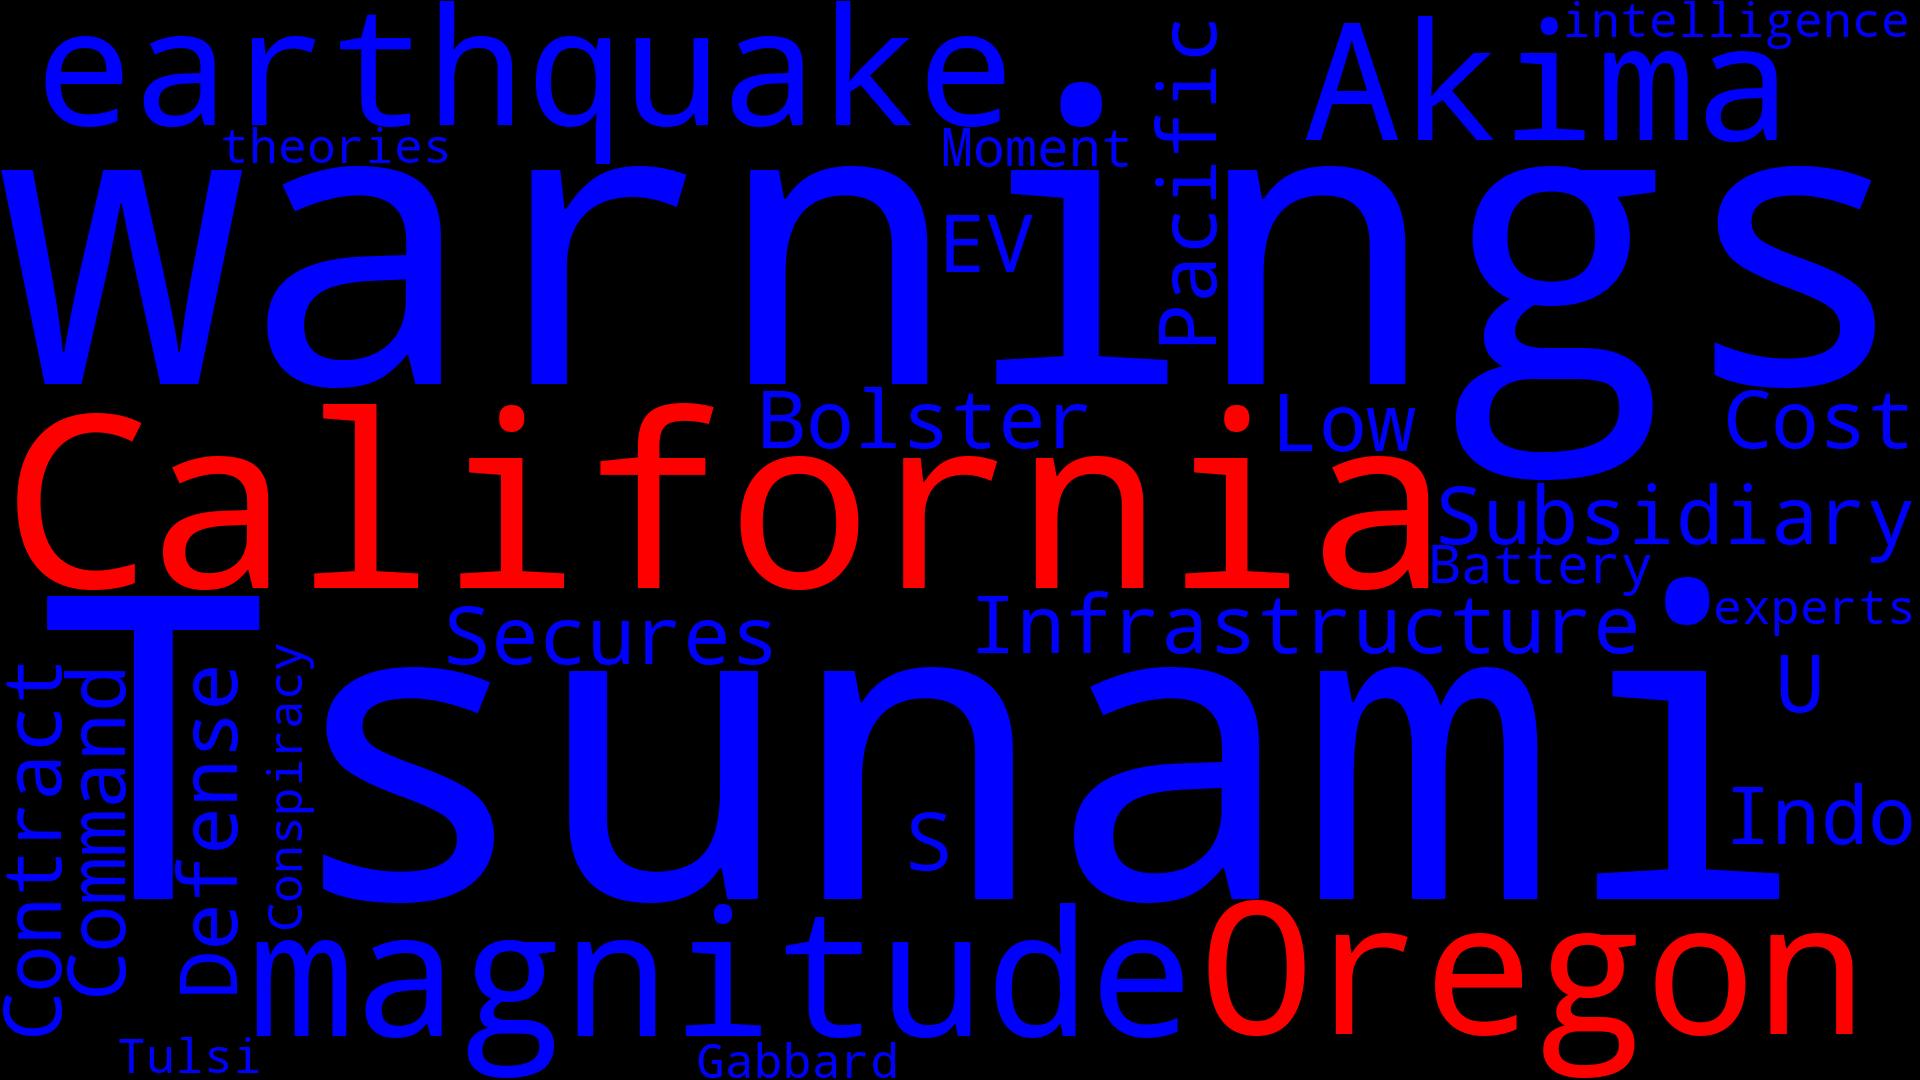 earthquake
Akima
intelligence
Pacific
theories
Moment
warnings
EV
Bolster
Low
Cost
California
Subsidiary
Battery
experts
Secures
Infrastructure
Tsunami
U
Contract
Command
Defense
Conspiracy
S
Indo
magnitude
Oregon
Tulsi
Gabbard